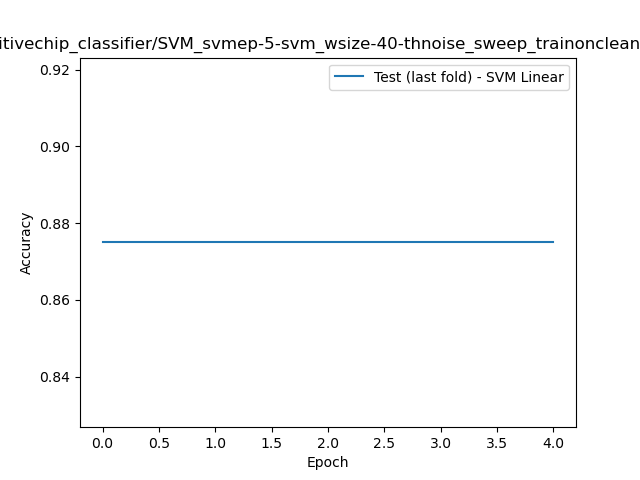 itivechip_classifier/SVM_svmep-5-svm_wsize-40-thnoise_sweep_trainonclean
Test (last fold) - SVM Linear
0.92
0.90
0.88
0.86
0.84
Accuracy
0.0 0.5 1.0 1.5 2.0 2.5 3.0 3.5 4.0
Epoch